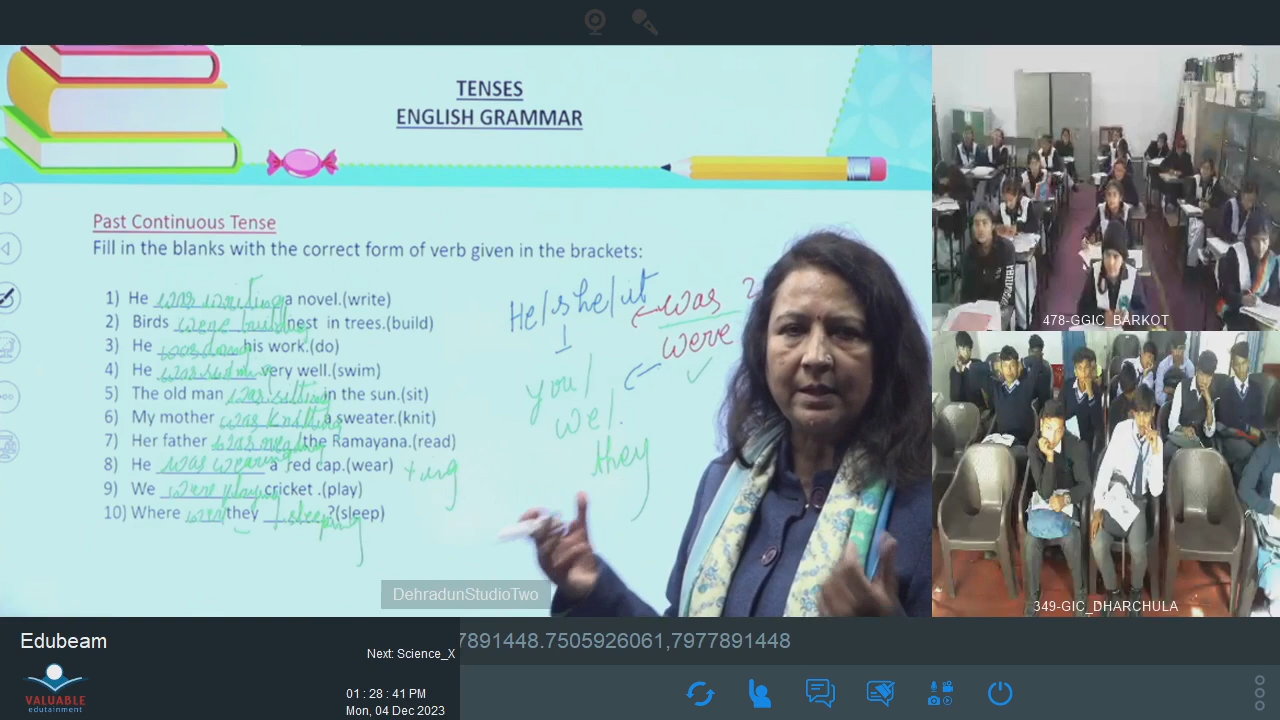 TENSES
ENGLISH GRAMMAR
Past Continuous Tense
Fill in the blanks with the correct form of verb given in the brackets:
1) He was writing a novel.(write)
2) Birds were building nest in trees.(build)
3) He was doing his work.(do)
4) He was very well.(swim)
5) The old man was sitting in the sun.(sit)
6) My mother was knitting a sweater.(knit)
7) Her father was the Ramayana.(read)
8) He was wearing a red cap.(wear)
9) We were playing cricket .(play)
10) Where were they sleeping ?(sleep)
+ ing
He/she/it
I
was
were
you/
we/.
they
DehradunStudioTwo
478-GGIC_BARKOT
349-GIC_DHARCHULA
Edubeam
7891448.7505926061,7977891448
Next: Science_X
VALUABLE
edutainment
01 : 28 : 41 PM
Mon, 04 Dec 2023